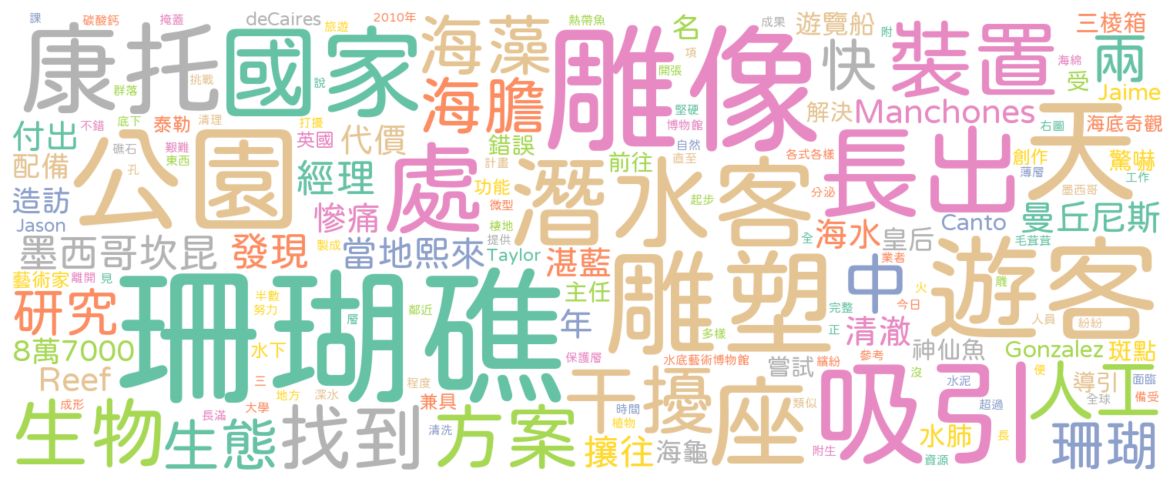 課 碳酸鈣 掩蓋 deCaires 2010年 熱帶魚 成果 遊覽船 附 三棱箱
康托 國家 海藻 雕像 名 快 裝置 兩
旅遊 項 開張 海綿 受 Jaime
群落 挑戰 說 海膽 堅硬 解決 Manchones
付出 不錯 底下 泰勒 清理 打擾 英國 代價 錯誤 博物館 右圖 海底奇觀
配備 公園 礁石 艱難 東西 經理 處 計畫 前往 自然 直至 各式各樣 長出 天 創作 驚嚇
造訪 孔 慘痛 功能 潛水客 分泌 薄層 工作
Jason 微型 起步 墨西哥 Canto 曼丘尼斯
墨西哥坎昆 發現 製成 當地熙來 棲地 提供 湛藍 全 海水 皇后 毛茸茸
藝術家 離開 見 Taylor 雕塑 業者 遊客
研究 珊瑚礁 半數 努力 層 鄰近 主任 年 完整 正 中 今日 火 雕 人員 紛紛
8萬7000 水下 保護層 多樣 水底藝術博物館 清澈 神仙魚 Gonzalez 斑點
Reef 三 地方 深水 程度 干擾 嘗試 繽紛 參考 沒 水泥 便 導引 面臨
生物 成形 長滿 大學 兼具 座 類似 吸引 超過 全球 人工 備受
生態 找到 清洗 方案 時間 植物 攘往 海龜 附生 水肺 資源 長 珊瑚